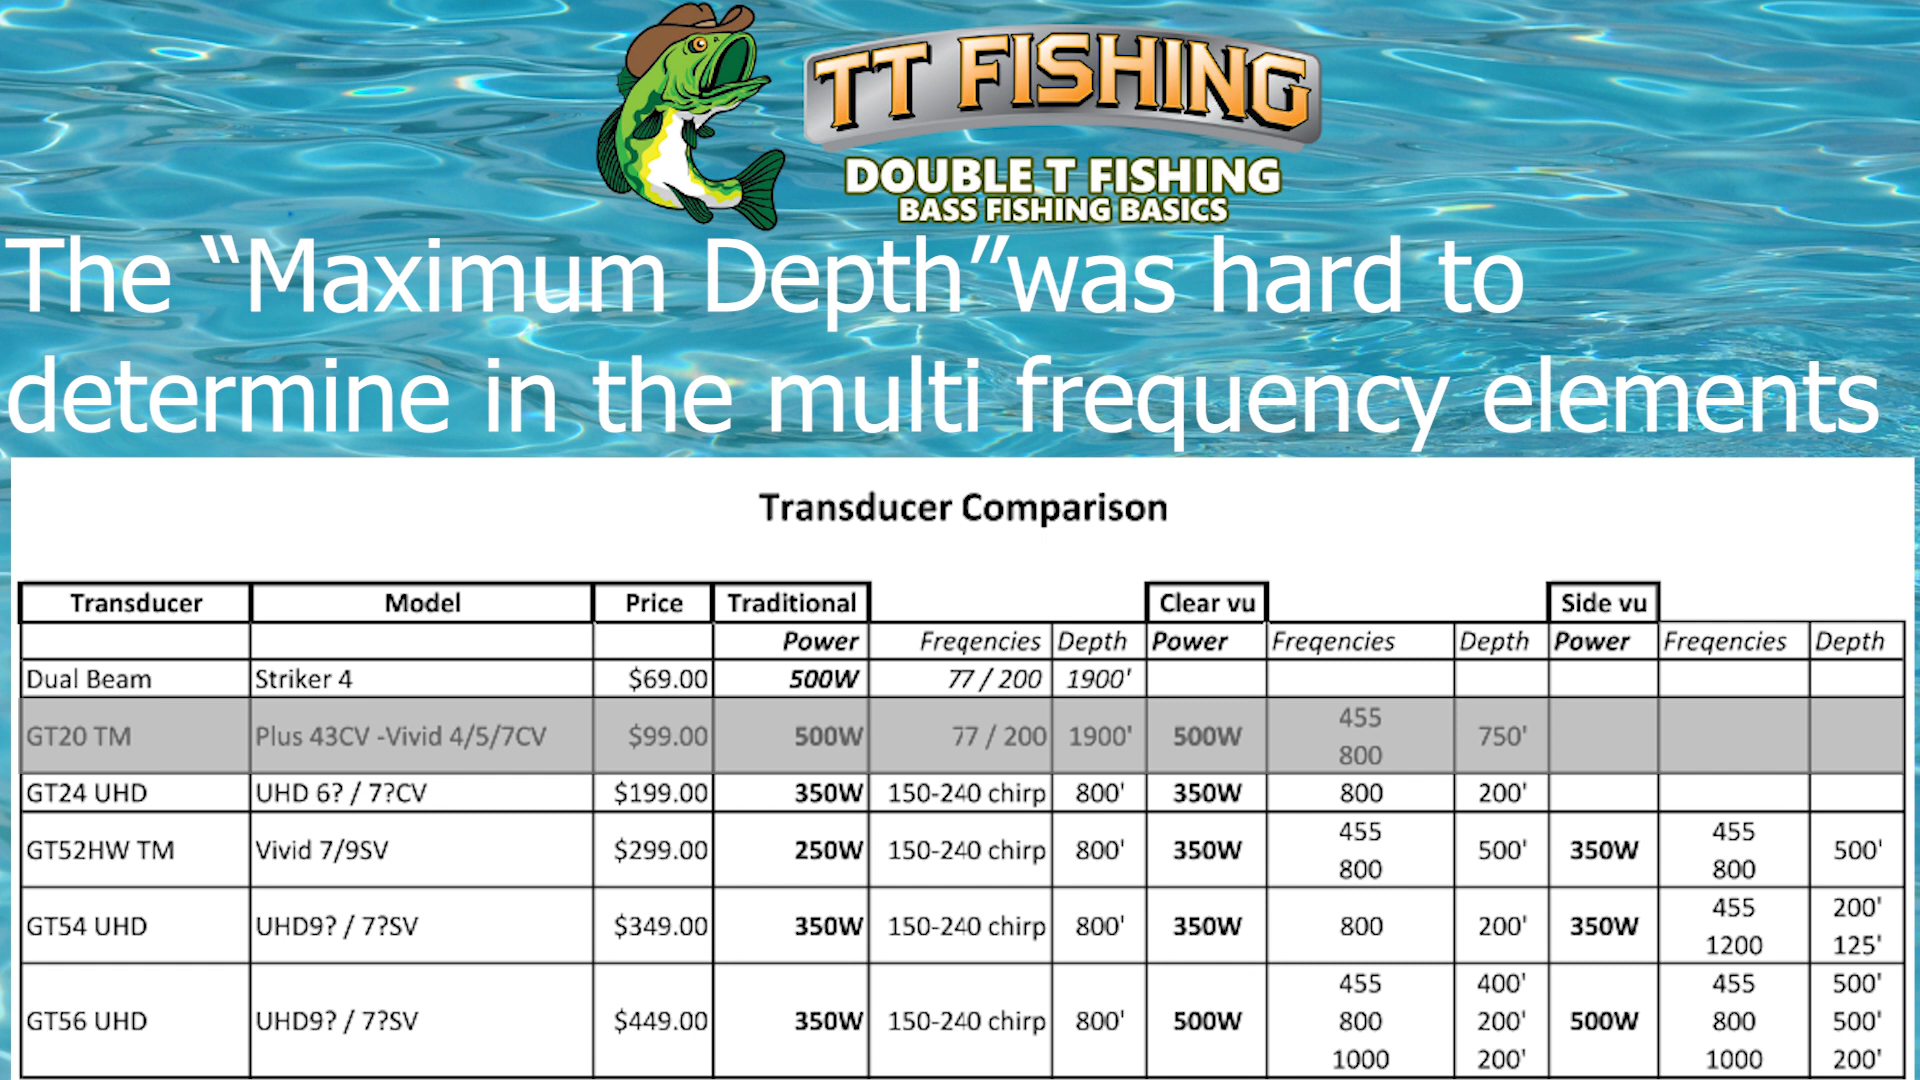 TT FISHING
DOUBLE T FISHING
BASS FISHING BASICS
The “Maximum Depth”was hard to
determine in the multi frequency elements
Transducer Comparison
Transducer Model Price Traditional Clear vu Side vu
Power Freqencies Depth Power Freqencies Depth Power Freqencies Depth
Dual Beam Striker 4 $69.00 500W 77 / 200 1900'
GT20 TM Plus 43CV -Vivid 4/5/7CV $99.00 500W 77 / 200 1900' 500W 455 800 750'
GT24 UHD UHD 6? / 7?CV $199.00 350W 150-240 chirp 800' 350W 800 200'
GT52HW TM Vivid 7/9SV $299.00 250W 150-240 chirp 800' 350W 455 800 500' 350W 455 800 500'
GT54 UHD UHD9? / 7?SV $349.00 350W 150-240 chirp 800' 350W 800 200' 350W 455 1200 200' 125'
GT56 UHD UHD9? / 7?SV $449.00 350W 150-240 chirp 800' 500W 455 800 1000 400' 200' 200' 500W 455 800 1000 500' 500' 200'